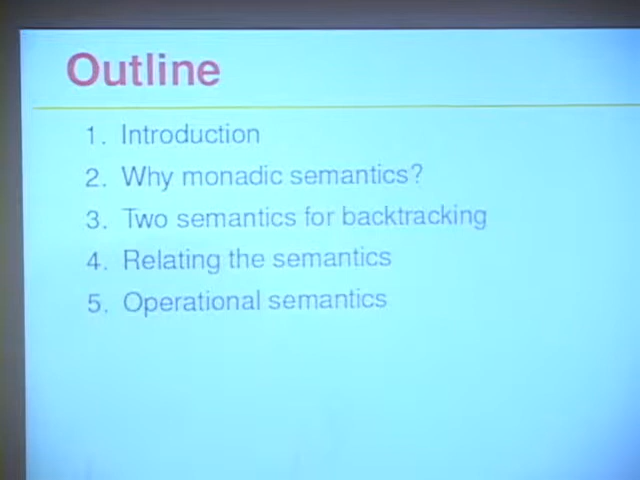 Outline
1. Introduction
2. Why monadic semantics?
3. Two semantics for backtracking
4. Relating the semantics
5. Operational semantics